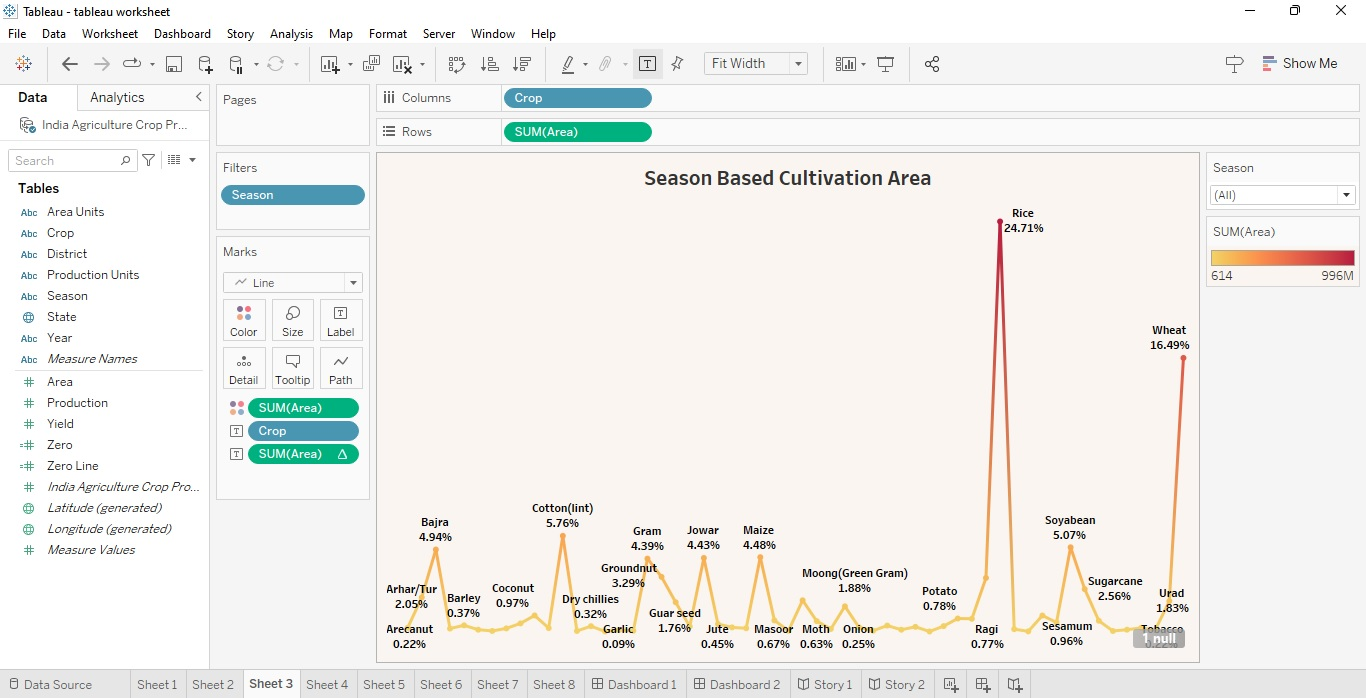 Tableau - tableau worksheet
File Data Worksheet Dashboard Story Analysis Map Format Server Window Help
Fit Width
Show Me
Data Analytics
India Agriculture Crop Pr...
Search
Tables
Abc Area Units
Abc Crop
Abc District
Abc Production Units
Abc Season
State
Abc Year
Abc Measure Names
# Area
# Production
# Yield
=# Zero
=# Zero Line
# India Agriculture Crop Pro...
Latitude (generated)
Longitude (generated)
# Measure Values
Pages
Filters
Season
Marks
Line
Color Size Label
Detail Tooltip Path
SUM(Area)
Crop
SUM(Area) Δ
Columns Crop
Rows SUM(Area)
Season Based Cultivation Area
Rice
24.71%
Wheat
16.49%
Bajra
4.94%
Cotton(lint)
5.76%
Gram
4.39%
Jowar
4.43%
Maize
4.48%
Soyabean
5.07%
Groundnut
3.29%
Moong(Green Gram)
1.88%
Arhar/Tur
2.05%
Barley
0.37%
Coconut
0.97%
Dry chillies
0.32%
Guar seed
1.76%
Potato
0.78%
Sugarcane
2.56%
Urad
1.83%
Arecanut
0.22%
Garlic
0.09%
Jute
0.45%
Masoor
0.67%
Moth
0.63%
Onion
0.25%
Ragi
0.77%
Sesamum
0.96%
Tobacco
0.22%
1 null
Season
(All)
SUM(Area)
614 996M
Data Source Sheet 1 Sheet 2 Sheet 3 Sheet 4 Sheet 5 Sheet 6 Sheet 7 Sheet 8 Dashboard 1 Dashboard 2 Story 1 Story 2